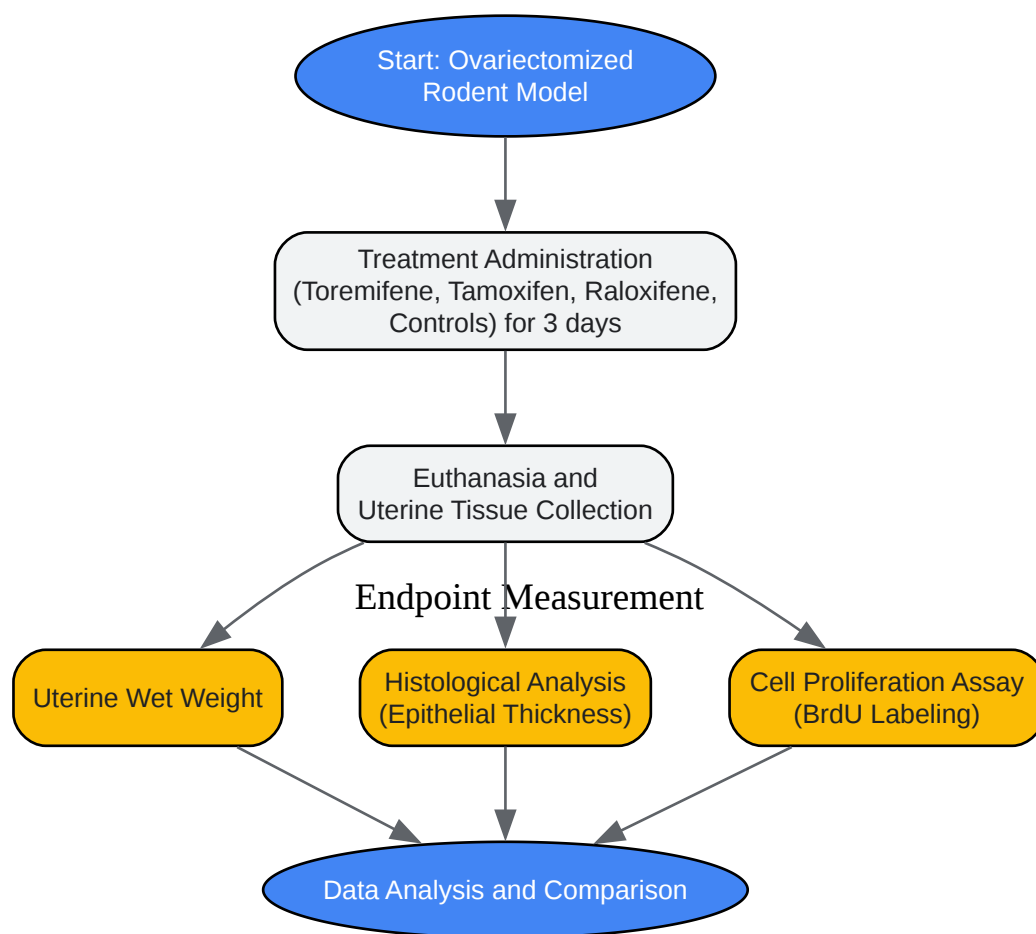 Start: Ovariectomized
Rodent Model
Treatment Administration
(Toremifene, Tamoxifen, Raloxifene,
Controls) for 3 days
Euthanasia and
Uterine Tissue Collection
Endpoint Measurement
Uterine Wet Weight
Histological Analysis
(Epithelial Thickness)
Cell Proliferation Assay
(BrdU Labeling)
Data Analysis and Comparison